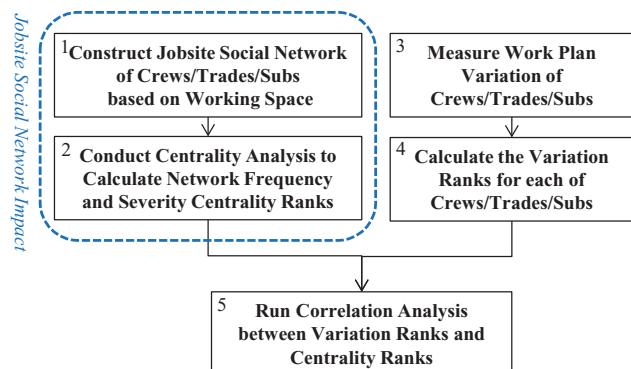 Jobsite Social Network Impact
1
Construct Jobsite Social Network
of Crews/Trades/Subs
based on Working Space
2
Conduct Centrality Analysis to
Calculate Network Frequency
and Severity Centrality Ranks
3
Measure Work Plan
Variation of
Crews/Trades/Subs
4
Calculate the Variation
Ranks for each of
Crews/Trades/Subs
5
Run Correlation Analysis
between Variation Ranks and
Centrality Ranks